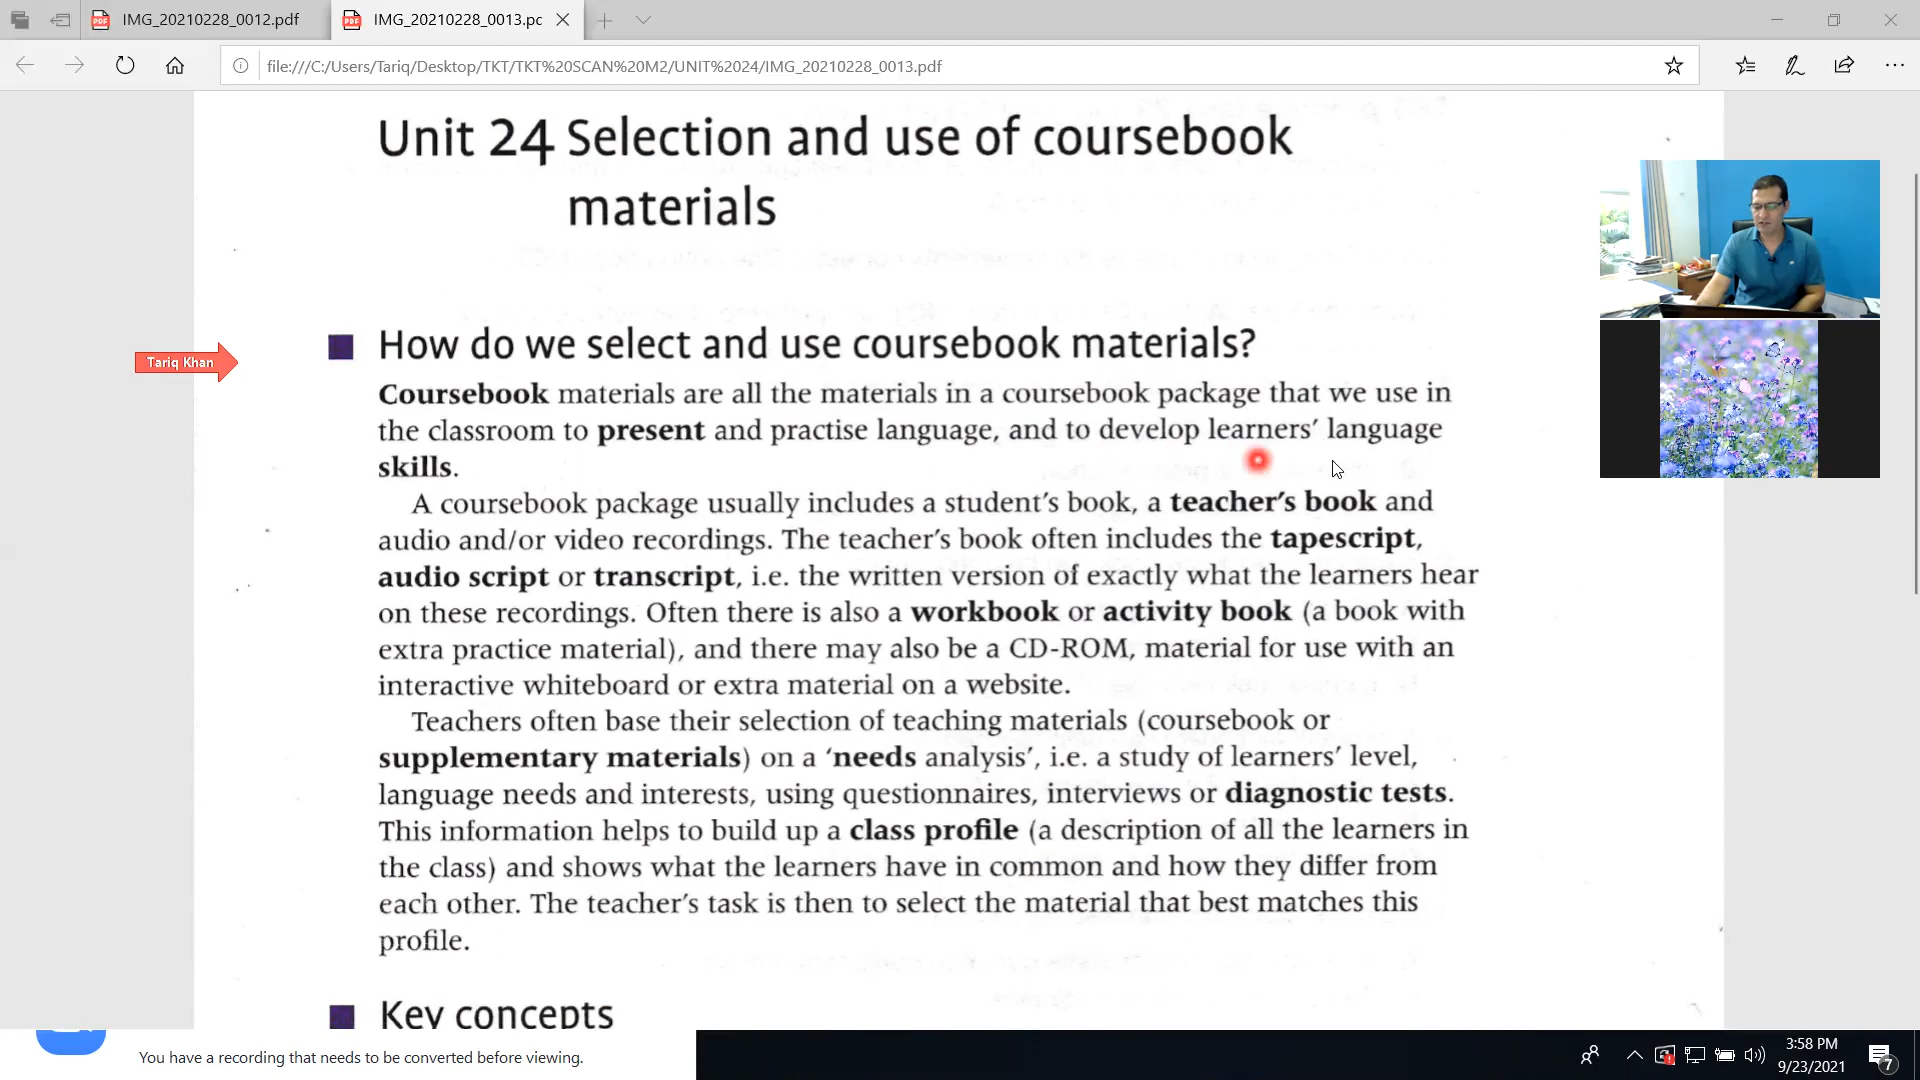 IMG_20210228_0012.pdf
IMG_20210228_0013.pc
file:///C:/Users/Tariq/Desktop/TKT/TKT%20SCAN%20M2/UNIT%2024/IMG_20210228_0013.pdf
Unit 24 Selection and use of coursebook
materials
How do we select and use coursebook materials?
Tariq Khan
Coursebook materials are all the materials in a coursebook package that we use in
the classroom to present and practise language, and to develop learners' language
skills.
A coursebook package usually includes a student's book, a teacher's book and
audio and/or video recordings. The teacher's book often includes the tapescript,
audio script or transcript, i.e. the written version of exactly what the learners hear
on these recordings. Often there is also a workbook or activity book (a book with
extra practice material), and there may also be a CD-ROM, material for use with an
interactive whiteboard or extra material on a website.
Teachers often base their selection of teaching materials (coursebook or
supplementary materials) on a 'needs analysis', i.e. a study of learners' level,
language needs and interests, using questionnaires, interviews or diagnostic tests.
This information helps to build up a class profile (a description of all the learners in
the class) and shows what the learners have in common and how they differ from
each other. The teacher's task is then to select the material that best matches this
profile.
Key concepts
You have a recording that needs to be converted before viewing.
3:58 PM
9/23/2021
7